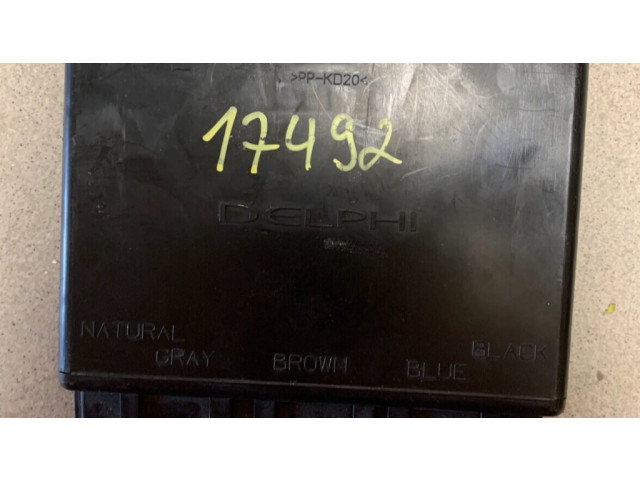 >PP-KD20<
17492
DELPHI
NATURAL GRAY BROWN BLUE BLACK